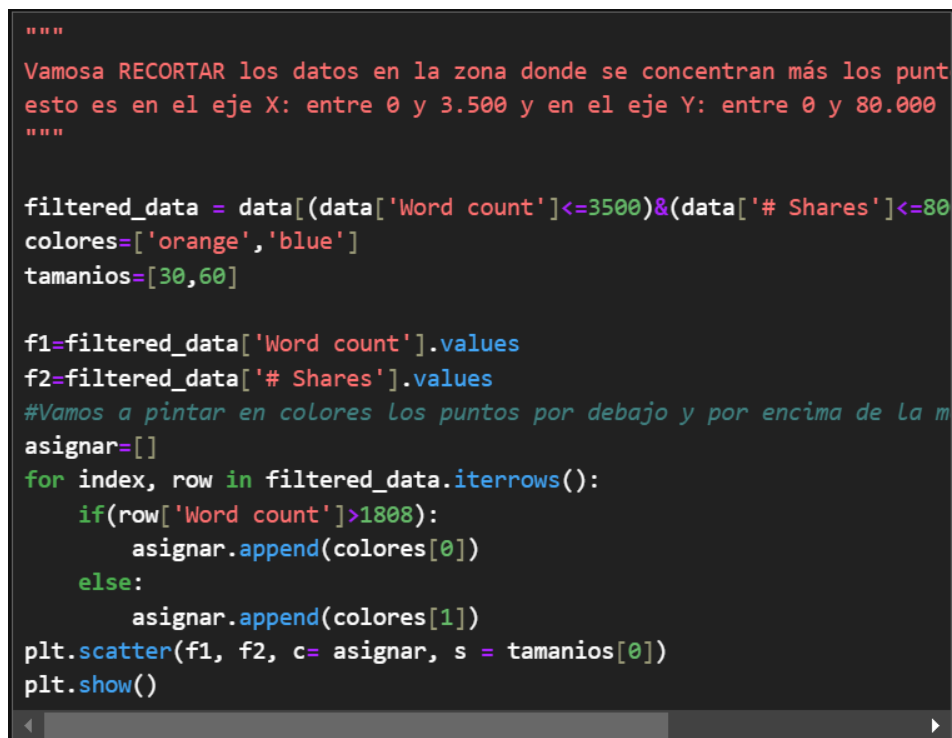 """
Vamosa RECORTAR los datos en la zona donde se concentran más los punt
esto es en el eje X: entre 0 y 3.500 y en el eje Y: entre 0 y 80.000
"""
filtered_data = data[(data['Word count']<=3500)&(data['# Shares']<=80
colores=['orange','blue']
tamanios=[30,60]
f1=filtered_data['Word count'].values
f2=filtered_data['# Shares'].values
#Vamos a pintar en colores los puntos por debajo y por encima de la m
asignar=[]
for index, row in filtered_data.iterrows():
    if(row['Word count']>1808):
        asignar.append(colores[0])
    else:
        asignar.append(colores[1])
plt.scatter(f1, f2, c= asignar, s = tamanios[0])
plt.show()